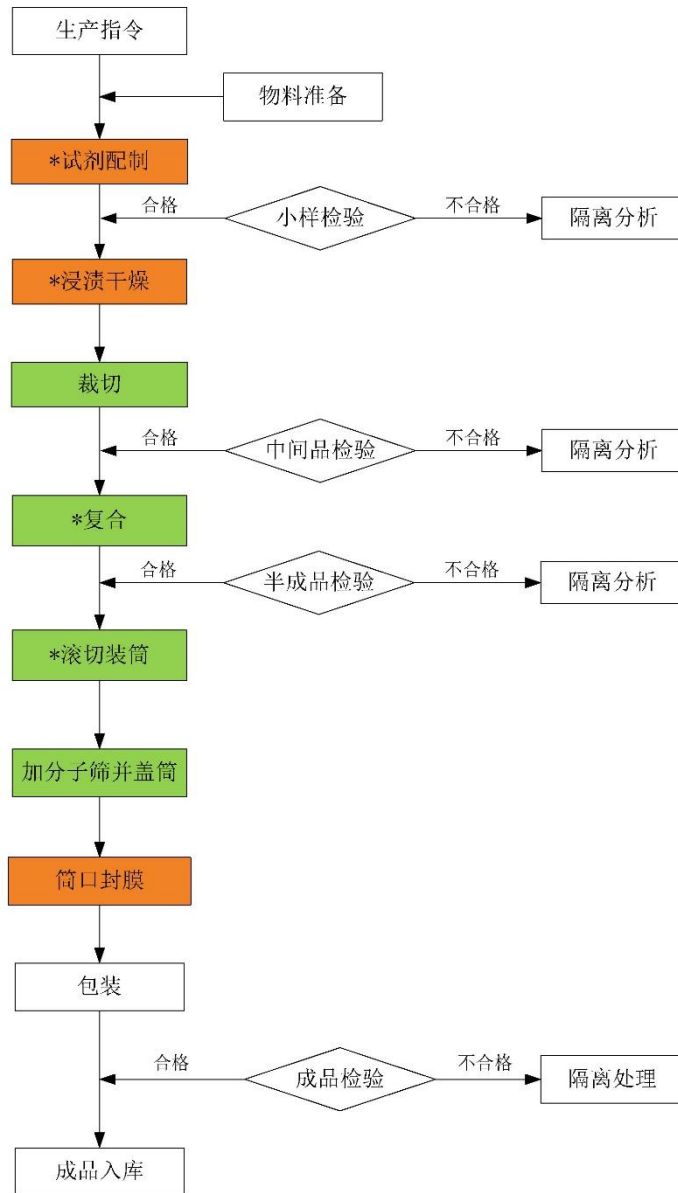 生产指令
物料准备
*试剂配制
合格
小样检验
不合格
隔离分析
*浸渍干燥
裁切
合格
中间品检验
不合格
隔离分析
*复合
合格
半成品检验
不合格
隔离分析
*滚切装筒
加分子筛并盖筒
筒口封膜
包装
合格
成品检验
不合格
隔离处理
成品入库